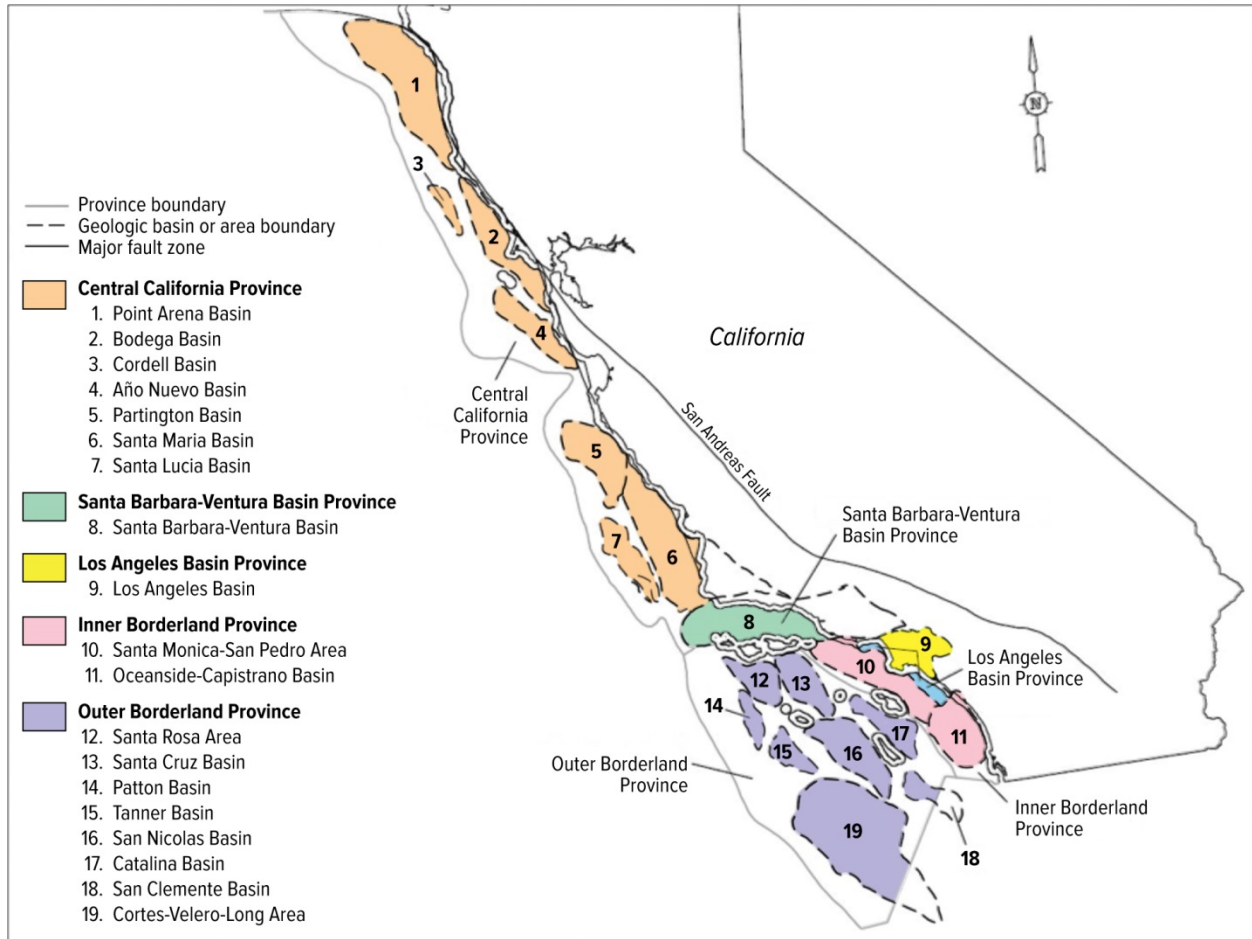 Province boundary
Geologic basin or area boundary
Major fault zone
Central California Province
1. Point Arena Basin
2. Bodega Basin
3. Cordell Basin
4. Año Nuevo Basin
5. Partington Basin
6. Santa Maria Basin
7. Santa Lucia Basin
Santa Barbara-Ventura Basin Province
8. Santa Barbara-Ventura Basin
Los Angeles Basin Province
9. Los Angeles Basin
Inner Borderland Province
10. Santa Monica-San Pedro Area
11. Oceanside-Capistrano Basin
Outer Borderland Province
12. Santa Rosa Area
13. Santa Cruz Basin
14. Patton Basin
15. Tanner Basin
16. San Nicolas Basin
17. Catalina Basin
18. San Clemente Basin
19. Cortes-Velero-Long Area
1
N
3
2
4
California
Central
California
Province
San Andreas Fault
5
7
6
Santa Barbara-Ventura
Basin Province
8
9
10
Los Angeles
Basin Province
12
13
14
17
11
15
16
Outer Borderland
Province
Inner Borderland
Province
19
18